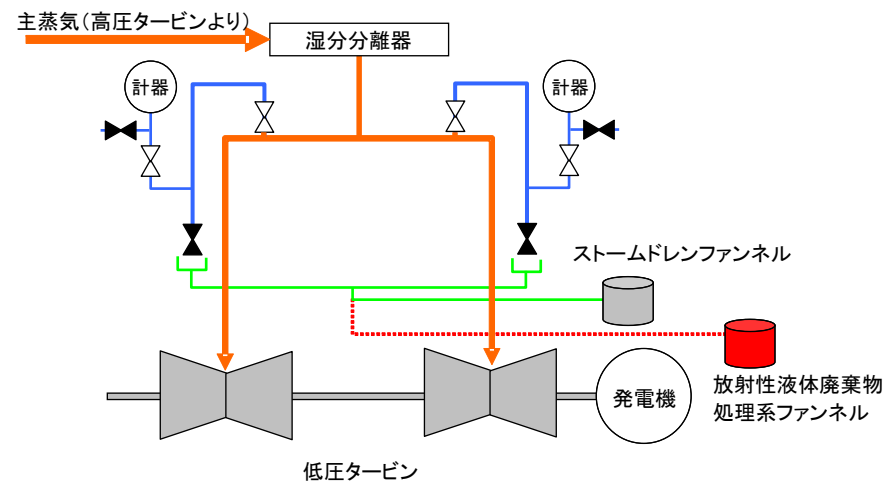 主蒸気(高圧タービンより)
湿分分離器
計器
計器
ストームドレンファンネル
放射性液体廃棄物
処理系ファンネル
発電機
低圧タービン